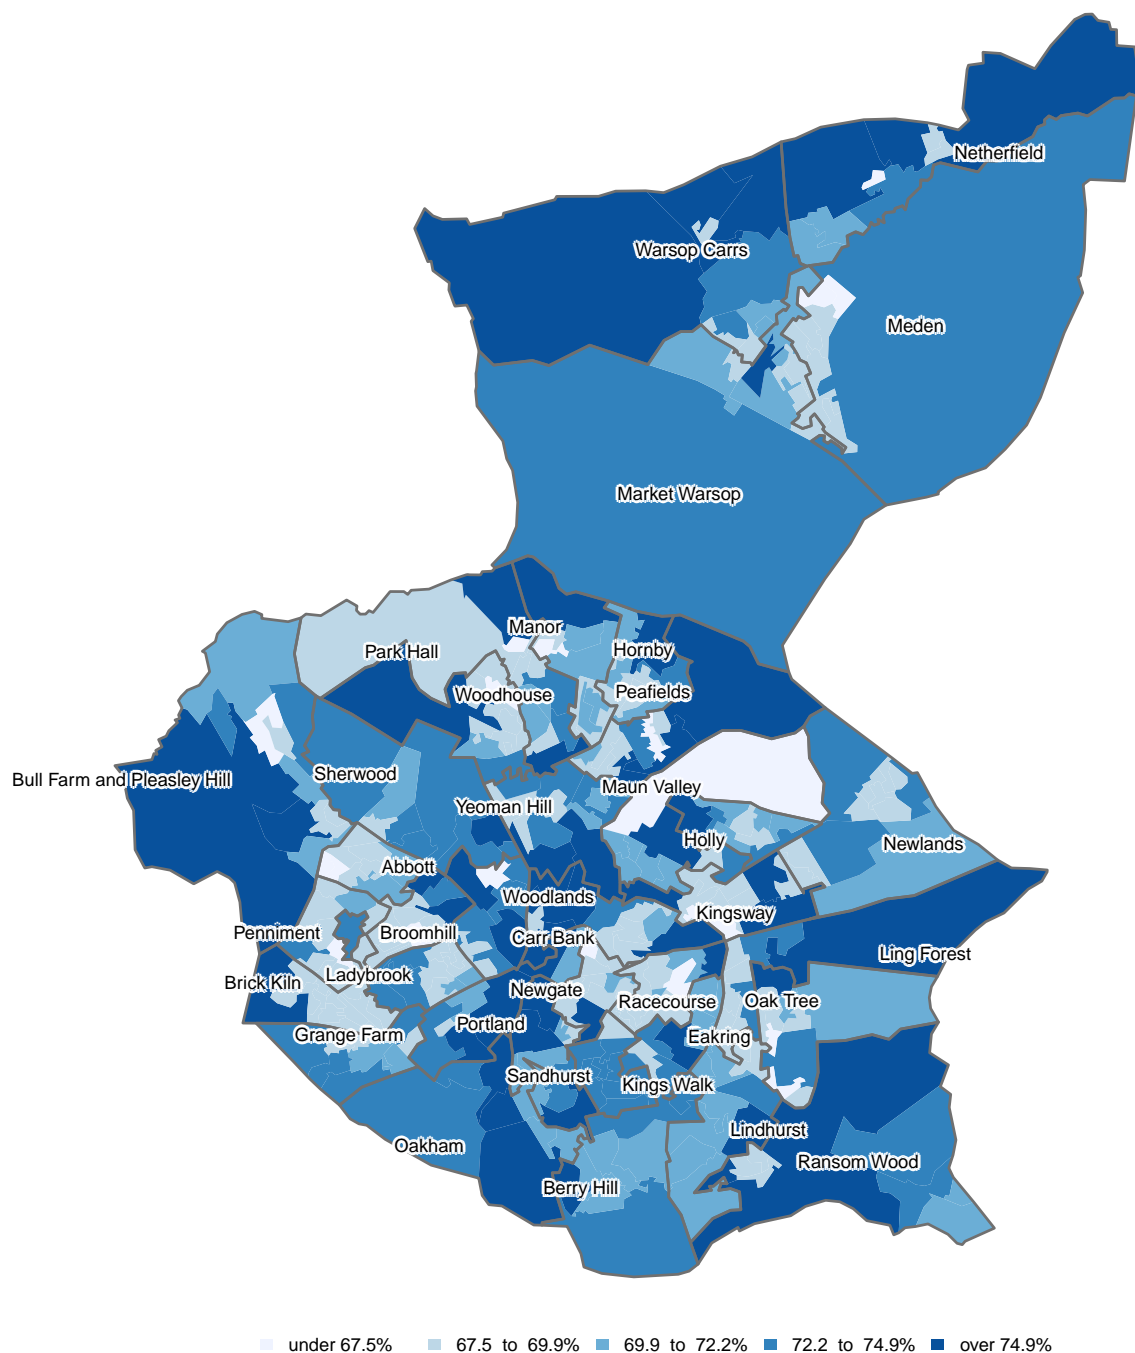 Netherfield
Warsop Carrs
Meden
Market Warsop
Manor
Park Hall
Hornby
Woodhouse
Peafields
Bull Farm and Pleasley Hill
Sherwood
Maun Valley
Yeoman Hill
Holly
Newlands
Abbott
Woodlands
Kingsway
Penniment
Broomhill
Carr Bank
Ling Forest
Brick Kiln
Ladybrook
Newgate
Racecourse
Oak Tree
Grange Farm
Portland
Eakring
Sandhurst
Kings Walk
Oakham
Lindhurst
Ransom Wood
Berry Hill
under 67.5% 67.5 to 69.9% 69.9 to 72.2% 72.2 to 74.9% over 74.9%